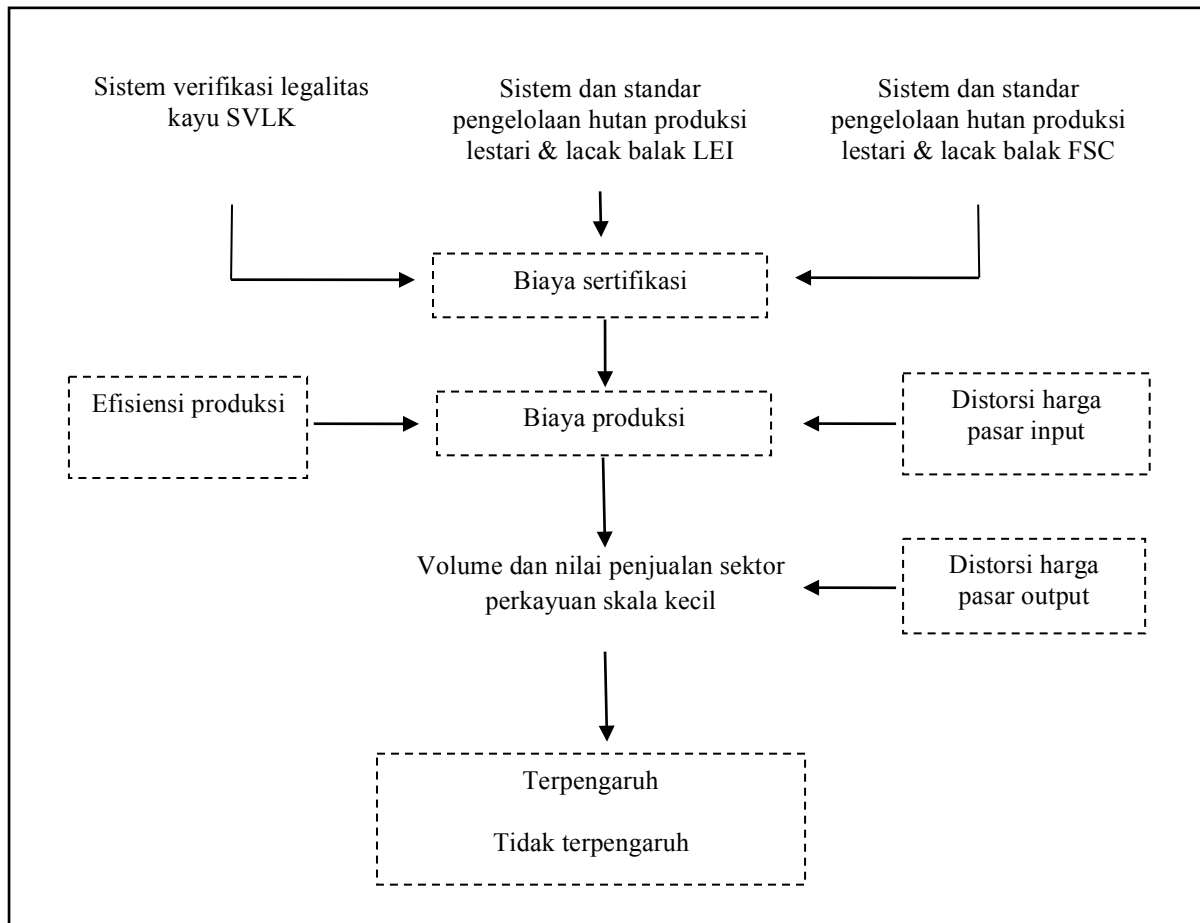 Sistem verifikasi legalitas
kayu SVLK
Sistem dan standar
pengelolaan hutan produksi
lestari & lacak balak LEI
Sistem dan standar
pengelolaan hutan produksi
lestari & lacak balak FSC
Biaya sertifikasi
Efisiensi produksi
Biaya produksi
Distorsi harga
pasar input
Volume dan nilai penjualan sektor
perkayuan skala kecil
Distorsi harga
pasar output
Terpengaruh
Tidak terpengaruh